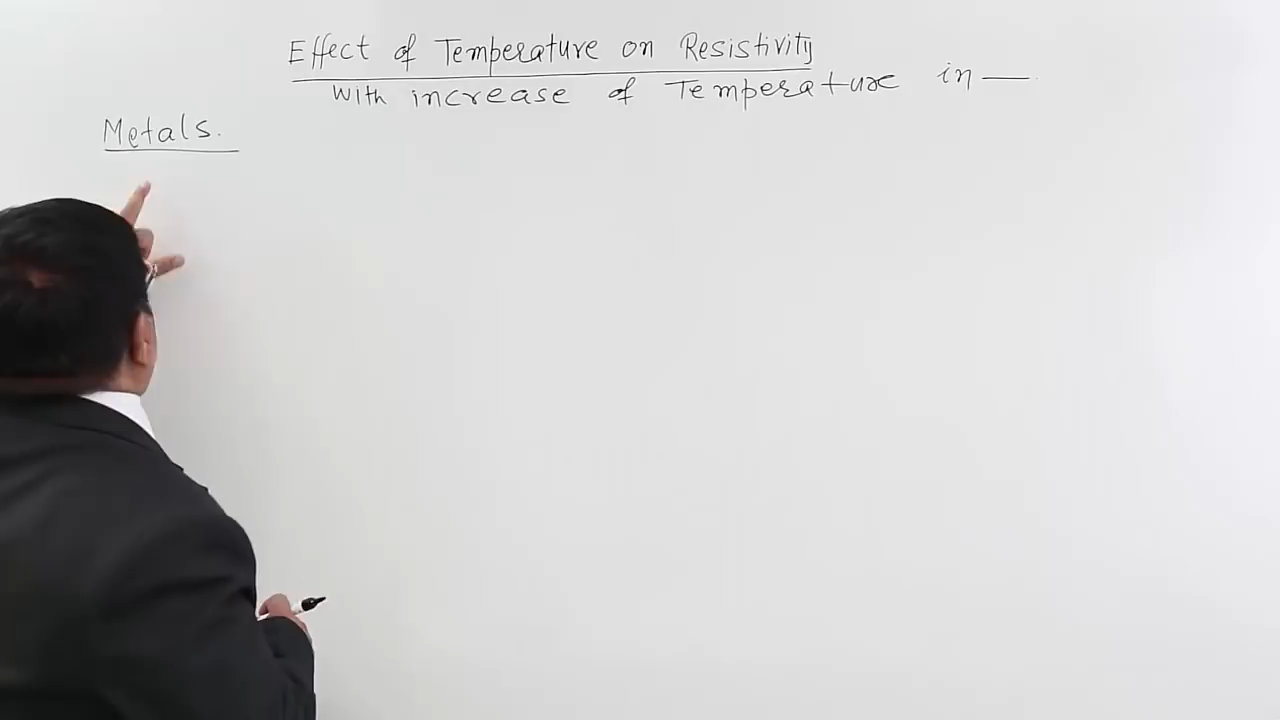 Effect of Temperature on Resistivity
With increase of Temperature in —
Metals.